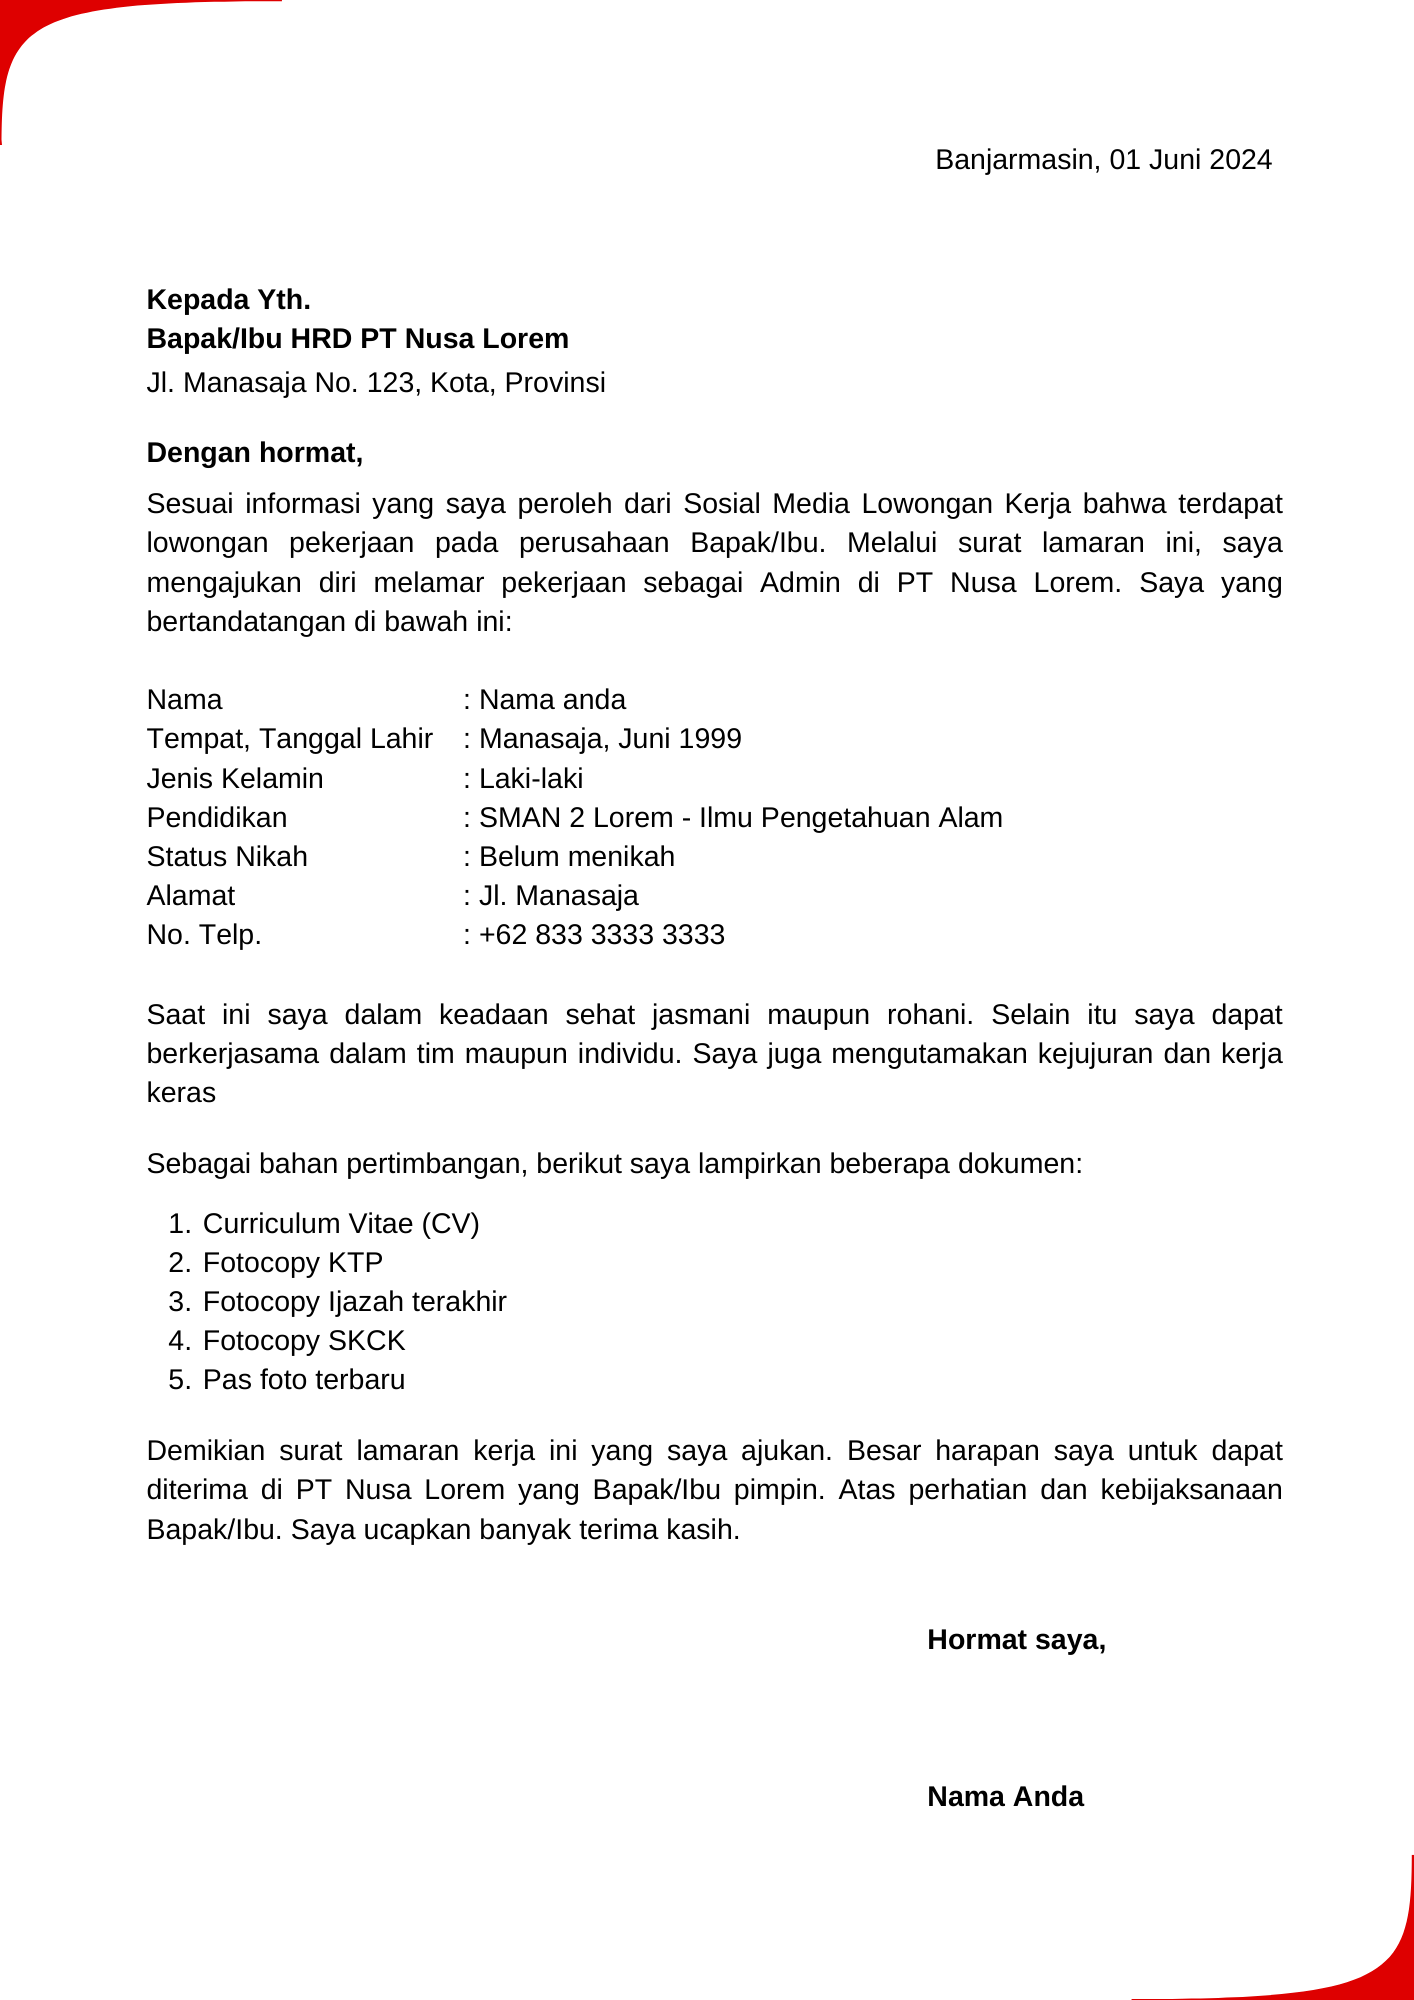 Banjarmasin, 01 Juni 2024
Kepada Yth.
Bapak/Ibu HRD PT Nusa Lorem
Jl. Manasaja No. 123, Kota, Provinsi
Dengan hormat,
Sesuai informasi yang saya peroleh dari Sosial Media Lowongan Kerja bahwa terdapat
lowongan pekerjaan pada perusahaan Bapak/Ibu. Melalui surat lamaran ini, saya
mengajukan diri melamar pekerjaan sebagai Admin di PT Nusa Lorem. Saya yang
bertandatangan di bawah ini:
Nama : Nama anda
Tempat, Tanggal Lahir : Manasaja, Juni 1999
Jenis Kelamin : Laki-laki
Pendidikan : SMAN 2 Lorem - Ilmu Pengetahuan Alam
Status Nikah : Belum menikah
Alamat : Jl. Manasaja
No. Telp. : +62 833 3333 3333
Saat ini saya dalam keadaan sehat jasmani maupun rohani. Selain itu saya dapat
berkerjasama dalam tim maupun individu. Saya juga mengutamakan kejujuran dan kerja
keras
Sebagai bahan pertimbangan, berikut saya lampirkan beberapa dokumen:
1. Curriculum Vitae (CV)
2. Fotocopy KTP
3. Fotocopy Ijazah terakhir
4. Fotocopy SKCK
5. Pas foto terbaru
Demikian surat lamaran kerja ini yang saya ajukan. Besar harapan saya untuk dapat
diterima di PT Nusa Lorem yang Bapak/Ibu pimpin. Atas perhatian dan kebijaksanaan
Bapak/Ibu. Saya ucapkan banyak terima kasih.
Hormat saya,
Nama Anda